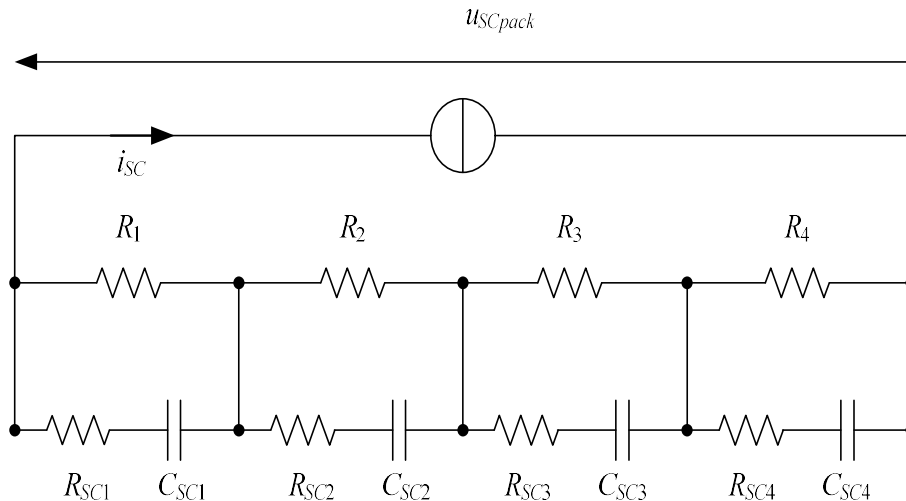 u_SCpack
i_SC
R_1 R_2 R_3 R_4
R_SC1 C_SC1 R_SC2 C_SC2 R_SC3 C_SC3 R_SC4 C_SC4